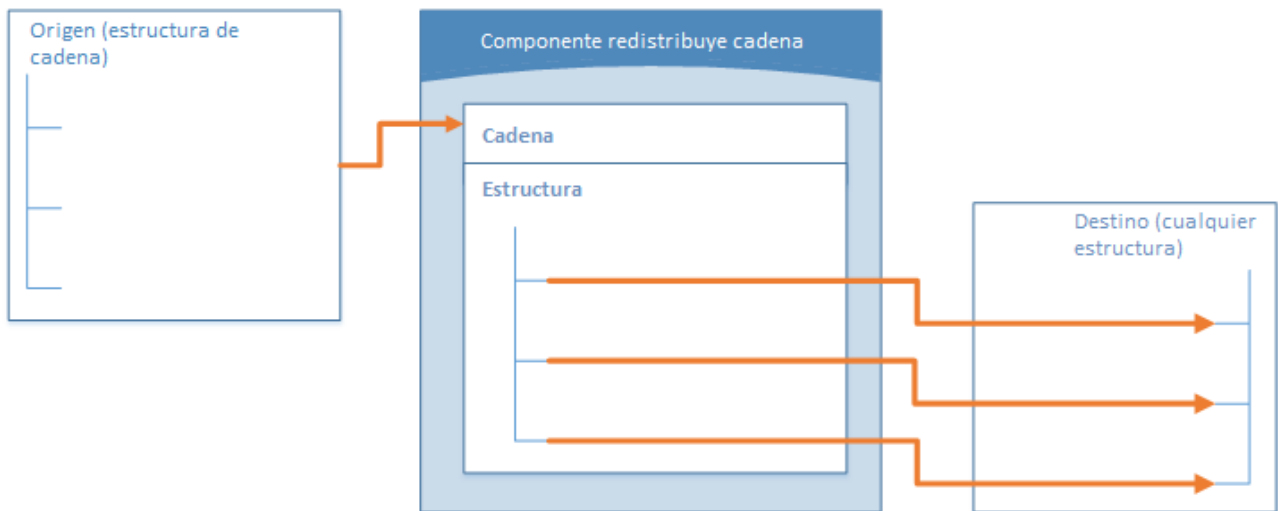 Origen (estructura de
cadena)
Componente redistribuye cadena
Cadena
Estructura
Destino (cualquier
estructura)